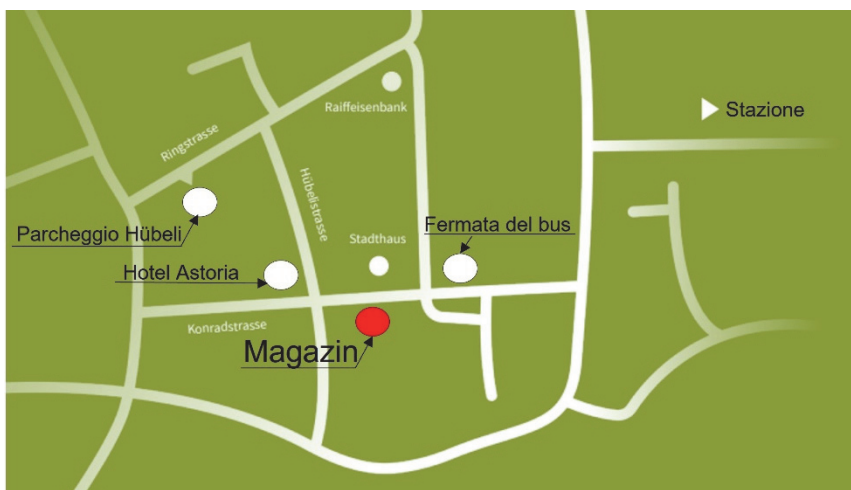 Raiffeisenbank
Stazione
Ringstrasse
Hübelistrasse
Parcheggio Hübeli
Stadthaus
Fermata del bus
Hotel Astoria
Konradstrasse
Magazin